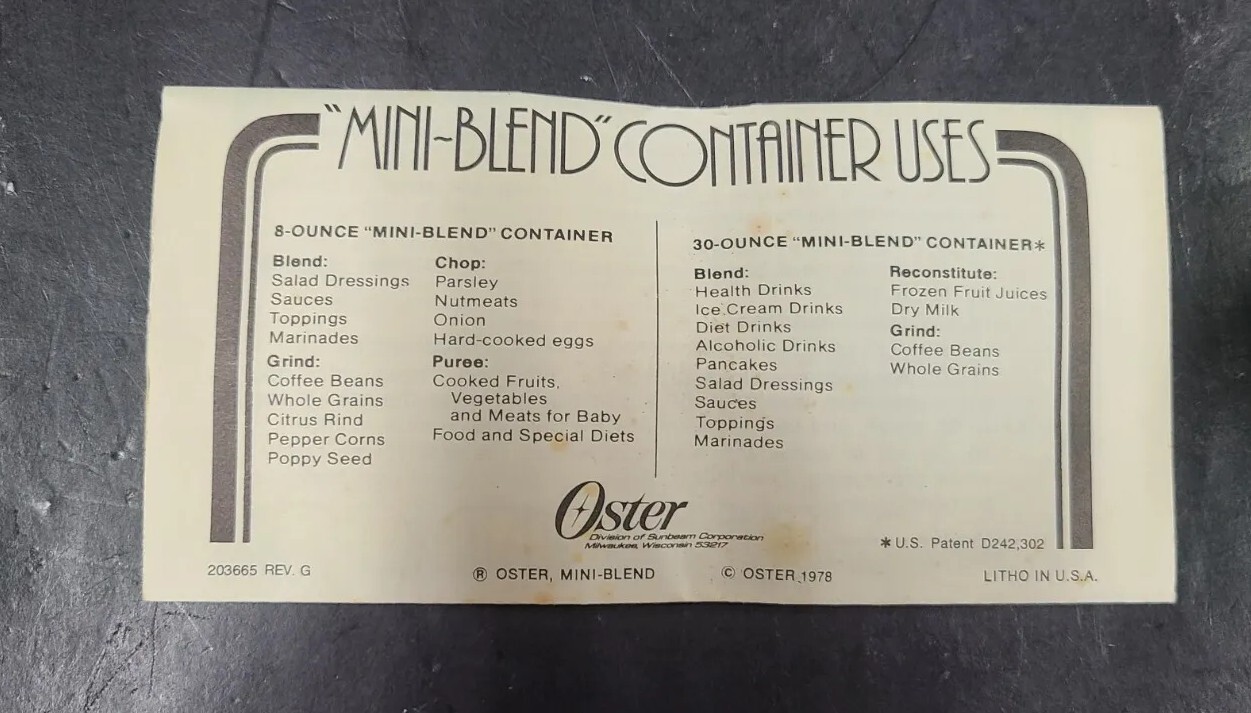 "MINI-BLEND" CONTAINER USES
8-OUNCE "MINI-BLEND" CONTAINER
Blend:
Salad Dressings
Sauces
Toppings
Marinades
Grind:
Coffee Beans
Whole Grains
Citrus Rind
Pepper Corns
Poppy Seed
Chop:
Parsley
Nutmeats
Onion
Hard-cooked eggs
Puree:
Cooked Fruits,
Vegetables
and Meats for Baby
Food and Special Diets
30-OUNCE "MINI-BLEND" CONTAINER*
Blend:
Health Drinks
Ice Cream Drinks
Diet Drinks
Alcoholic Drinks
Pancakes
Salad Dressings
Sauces
Toppings
Marinades
Reconstitute:
Frozen Fruit Juices
Dry Milk
Grind:
Coffee Beans
Whole Grains
Oster
Division of Sunbeam Corporation
Milwaukee, Wisconsin 53217
* U.S. Patent D242,302
203665 REV. G
® OSTER, MINI-BLEND
© OSTER 1978
LITHO IN U.S.A.